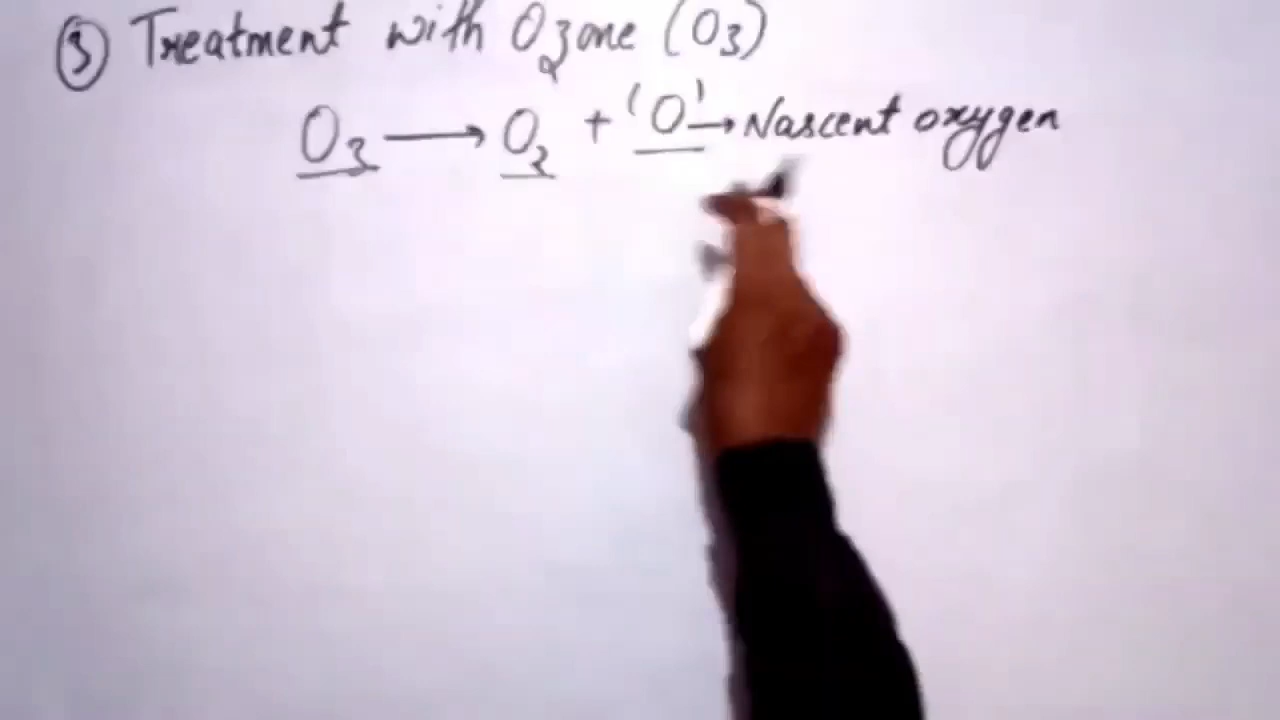 ③ Treatment with Ozone (O3)
O3 → O2 + 'O' → Nascent oxygen